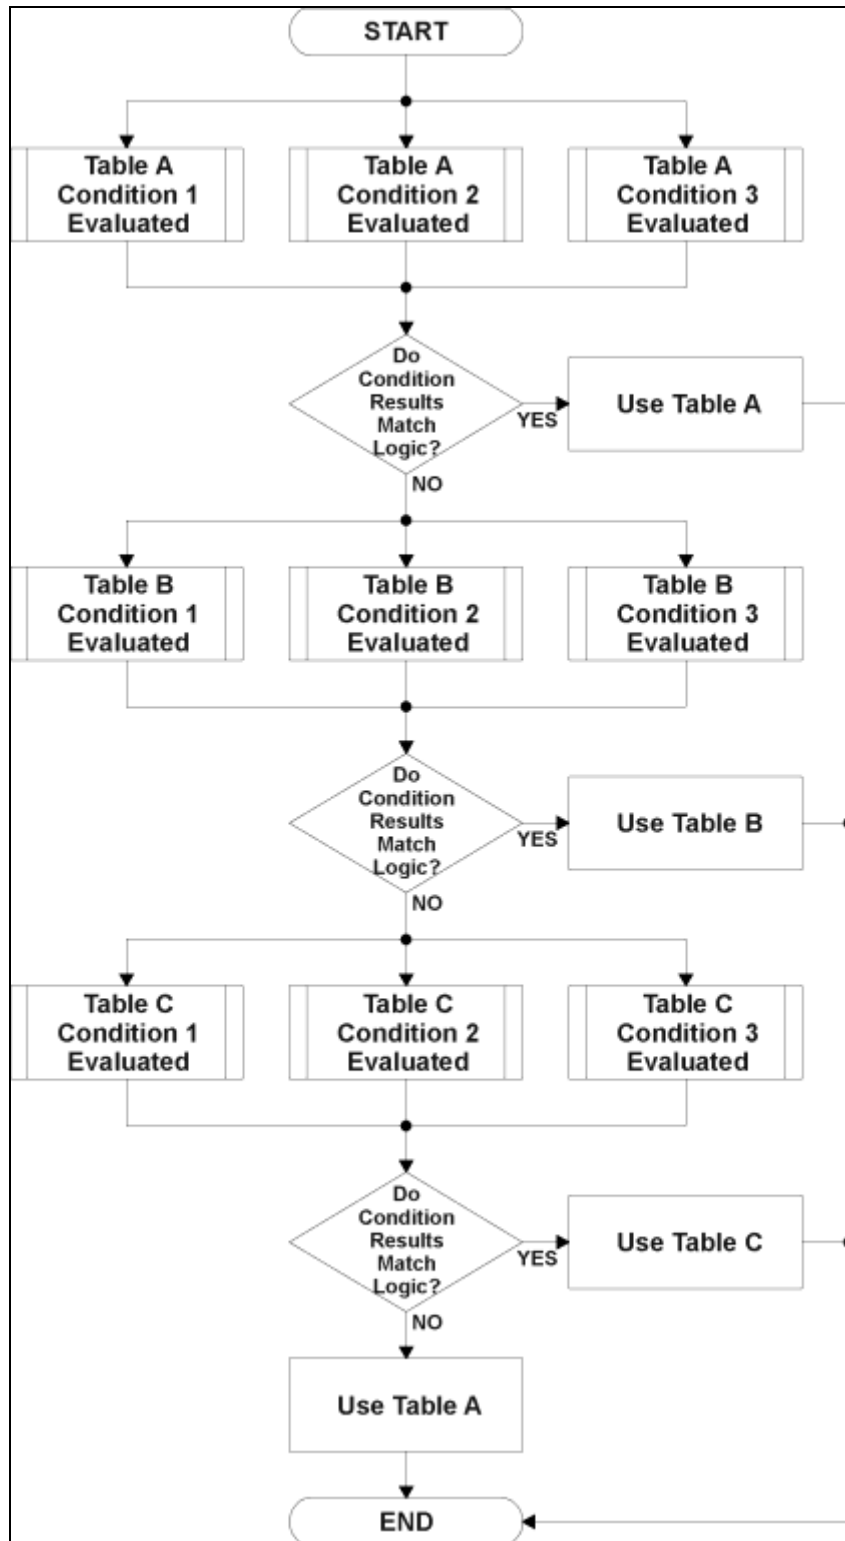 START
Table A
Condition 1
Evaluated
Table A
Condition 2
Evaluated
Table A
Condition 3
Evaluated
Do
Condition
Results
Match
Logic?
YES
Use Table A
NO
Table B
Condition 1
Evaluated
Table B
Condition 2
Evaluated
Table B
Condition 3
Evaluated
Do
Condition
Results
Match
Logic?
YES
Use Table B
NO
Table C
Condition 1
Evaluated
Table C
Condition 2
Evaluated
Table C
Condition 3
Evaluated
Do
Condition
Results
Match
Logic?
YES
Use Table C
NO
Use Table A
END